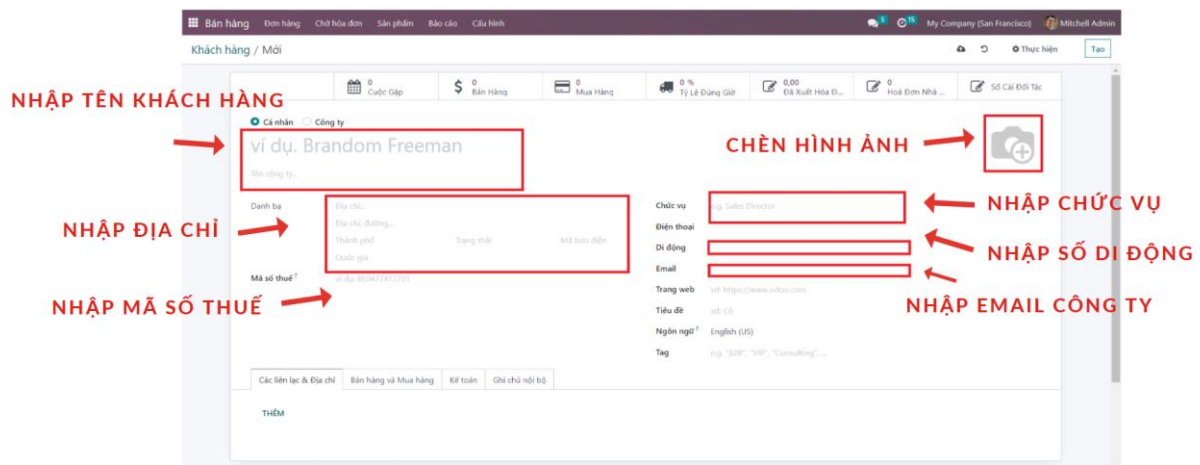 Bán hàng Đơn hàng Chờ hóa đơn Sản phẩm Báo cáo Cấu hình 5 15 My Company (San Francisco) Mitchell Admin
Khách hàng / Mới Thực hiện Tạo
0 Cuộc Gặp
0 Bán Hàng
0 Mua Hàng
0 % Tỷ Lệ Đúng Giờ
0,00 Đã Xuất Hóa Đ...
0 Hoá Đơn Nhà ...
Sổ Cái Đối Tác
NHẬP TÊN KHÁCH HÀNG
Cá nhân Công ty
ví dụ. Brandom Freeman
Tên công ty...
CHÈN HÌNH ẢNH
Danh bạ
Địa chỉ...
Địa chỉ, đường...
Thành phố Trạng thái Mã bưu điện
Quốc gia
NHẬP ĐỊA CHỈ
Mã số thuế ? ví dụ: BE0477472701
NHẬP MÃ SỐ THUẾ
Chức vụ e.g. Sales Director
NHẬP CHỨC VỤ
Điện thoại
Di động
NHẬP SỐ DI ĐỘNG
Email
NHẬP EMAIL CÔNG TY
Trang web vd: https://www.odoo.com
Tiêu đề vd: Cô
Ngôn ngữ ? English (US)
Tag e.g. "B2B", "VIP", "Consulting", ...
Các liên lạc & Địa chỉ Bán hàng và Mua hàng Kế toán Ghi chú nội bộ
THÊM